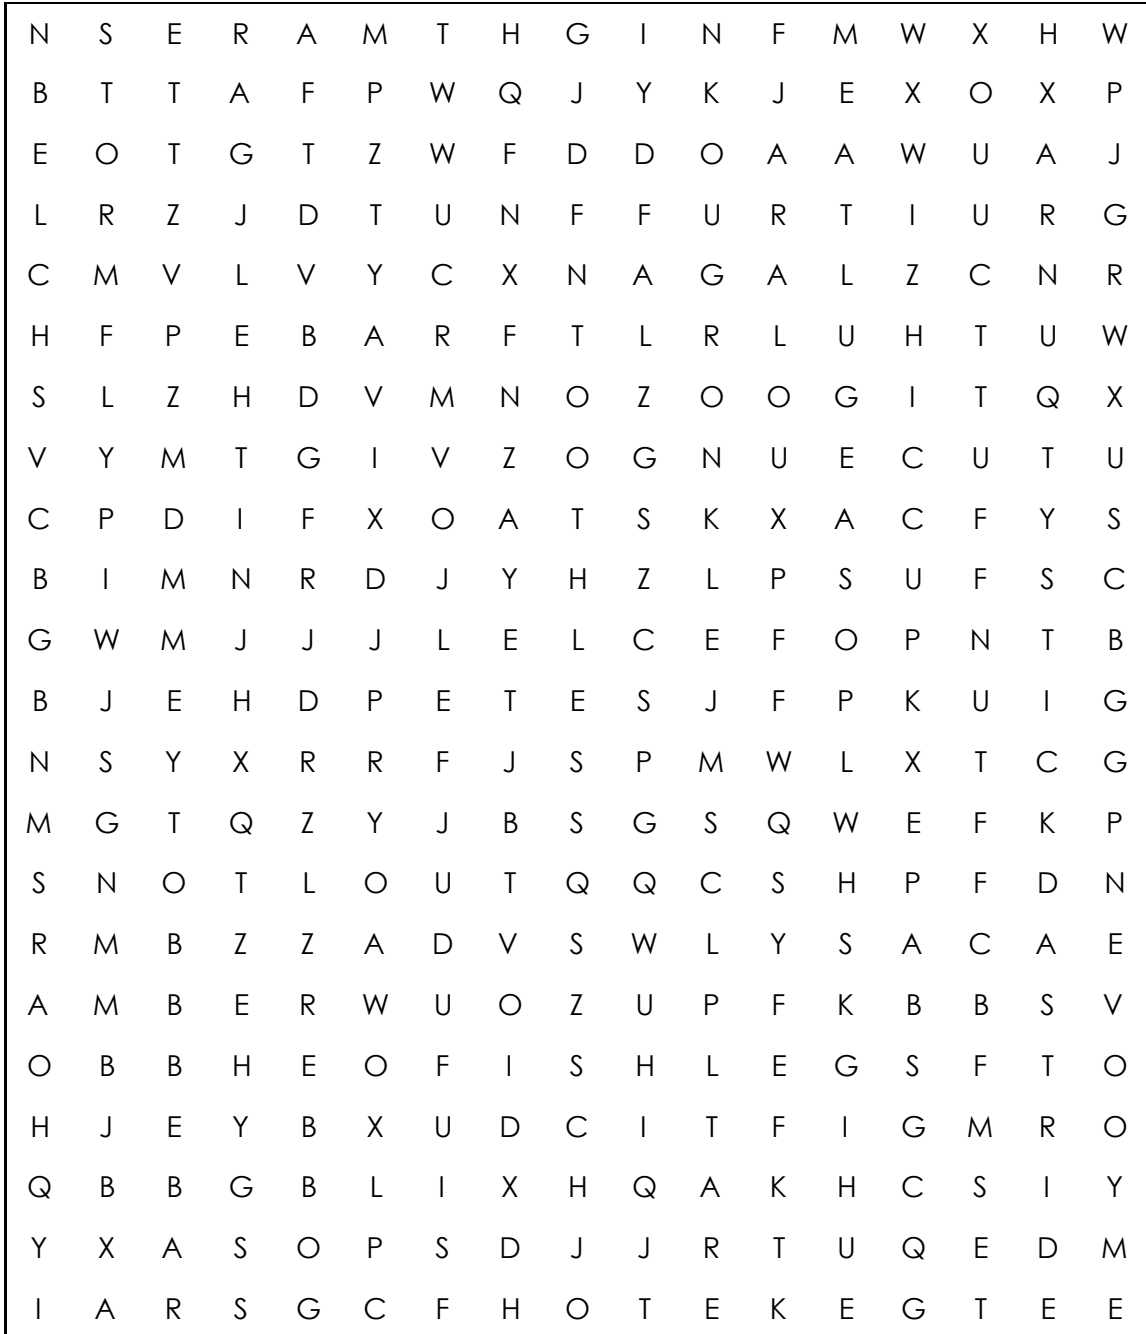 N S E R A M T H G I N F M W X H W
B T T A F P W Q J Y K J E X O X P
E O T G T Z W F D D O A A W U A J
L R Z J D T U N F F U R T I U R G
C M V L V Y C X N A G A L Z C N R
H F P E B A R F T L R L U H T U W
S L Z H D V M N O Z O O G I T Q X
V Y M T G I V Z O G N U E C U T U
C P D I F X O A T S K X A C F Y S
B I M N R D J Y H Z L P S U F S C
G W M J J J L E L C E F O P N T B
B J E H D P E T E S J F P K U I G
N S Y X R R F J S P M W L X T C G
M G T Q Z Y J B S G S Q W E F K P
S N O T L O U T Q Q C S H P F D N
R M B Z Z A D V S W L Y S A C A E
A M B E R W U O Z U P F K B B S V
O B B H E O F I S H L E G S F T O
H J E Y B X U D C I T F I G M R O
Q B B G B L I X H Q A K H C S I Y
Y X A S O P S D J J R T U Q E D M
I A R S G C F H O T E K E G T E E